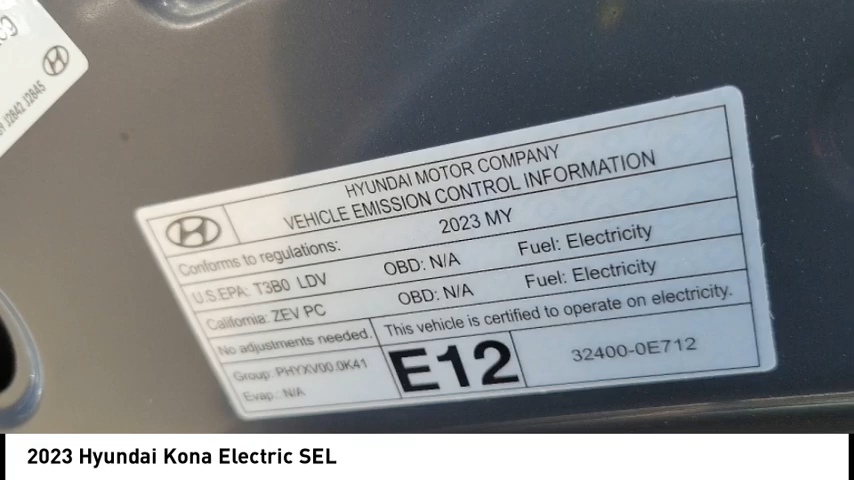 J2842 J2845
HYUNDAI MOTOR COMPANY
VEHICLE EMISSION CONTROL INFORMATION
Conforms to regulations: 2023 MY
U.S.EPA: T3B0 LDV OBD: N/A Fuel: Electricity
California: ZEV PC OBD: N/A Fuel: Electricity
No adjustments needed. This vehicle is certified to operate on electricity.
Group: PHYXV00.0K41
Evap.: N/A
E12
32400-0E712
2023 Hyundai Kona Electric SEL